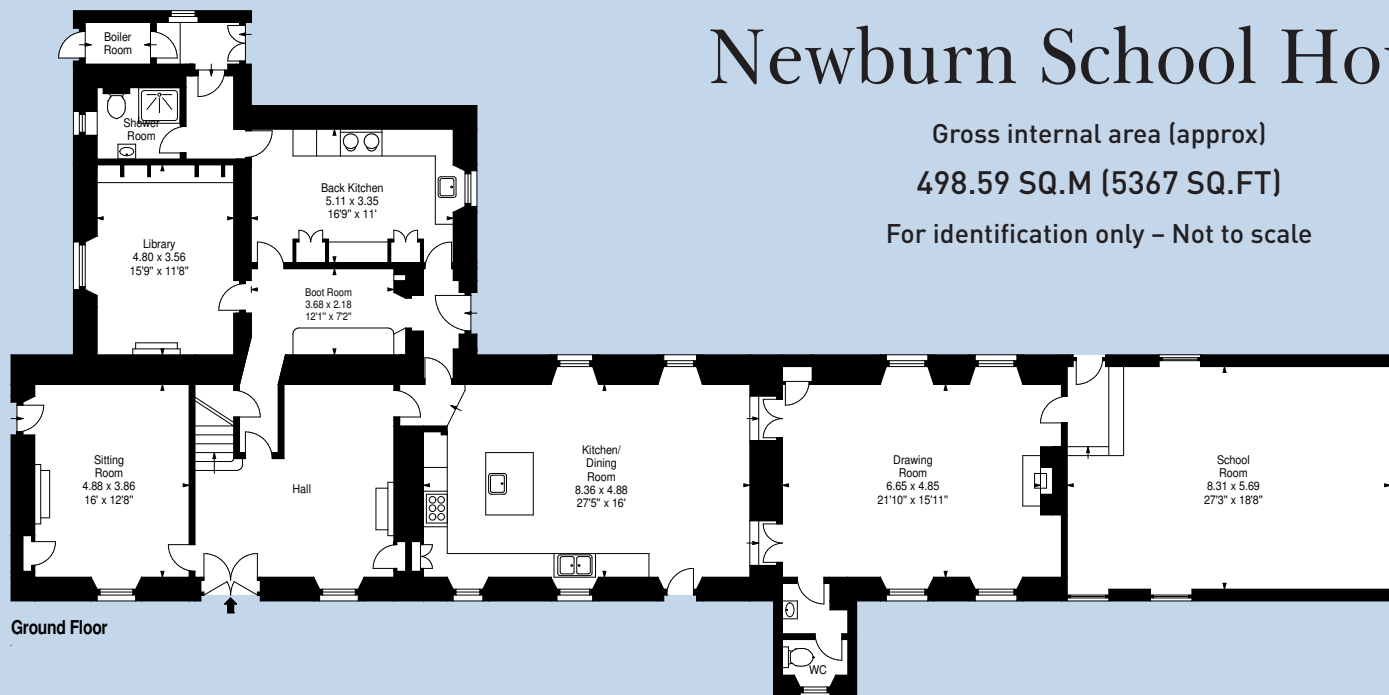 Newburn School Ho
Gross internal area (approx)
498.59 SQ.M (5367 SQ.FT)
For identification only – Not to scale
Boiler
Room
Shower
Room
Back Kitchen
5.11 x 3.35
16'9" x 11'
Library
4.80 x 3.56
15'9" x 11'8"
Boot Room
3.68 x 2.18
12'1" x 7'2"
Sitting
Room
4.88 x 3.86
16' x 12'8"
Hall
Kitchen/
Dining
Room
8.36 x 4.88
27'5" x 16'
Drawing
Room
6.65 x 4.85
21'10" x 15'11"
School
Room
8.31 x 5.69
27'3" x 18'8"
WC
Ground Floor